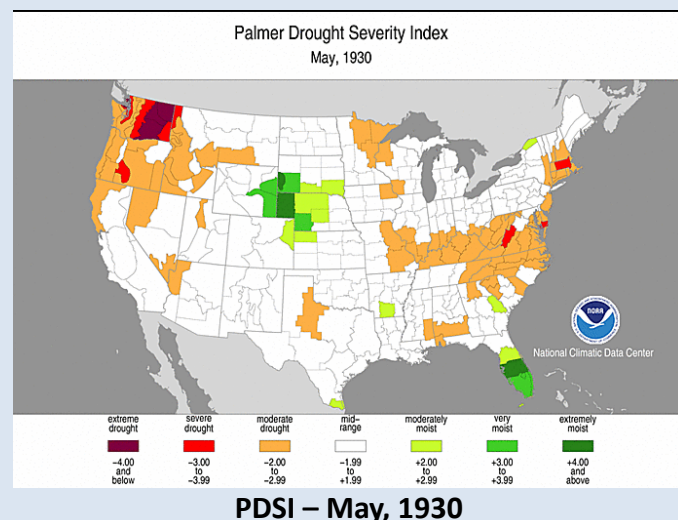 Palmer Drought Severity Index
May, 1930
NOAA
National Climatic Data Center
extreme drought
severe drought
moderate drought
mid-range
moderately moist
very moist
extremely moist
−4.00 and below
−3.00 to −3.99
−2.00 to −2.99
−1.99 to +1.99
+2.00 to +2.99
+3.00 to +3.99
+4.00 and above
PDSI – May, 1930